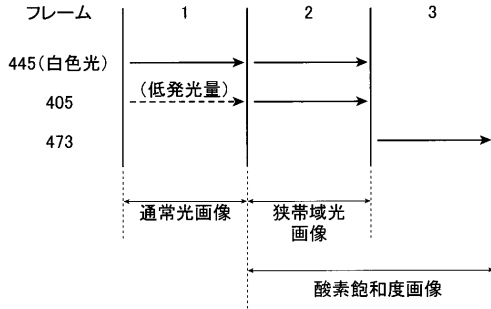 フレーム 1 2 3
445(白色光)
405 (低発光量)
473
通常光画像 狭帯域光
画像
酸素飽和度画像